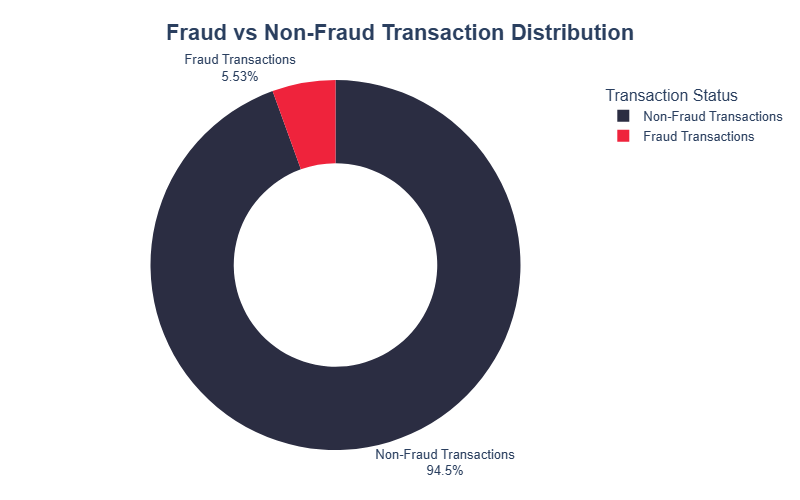 Fraud vs Non-Fraud Transaction Distribution
Fraud Transactions
5.53%
Transaction Status
Non-Fraud Transactions
Fraud Transactions
Non-Fraud Transactions
94.5%